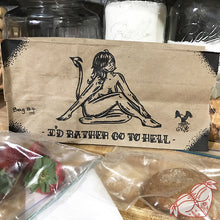 I'D RATHER GO TO HELL